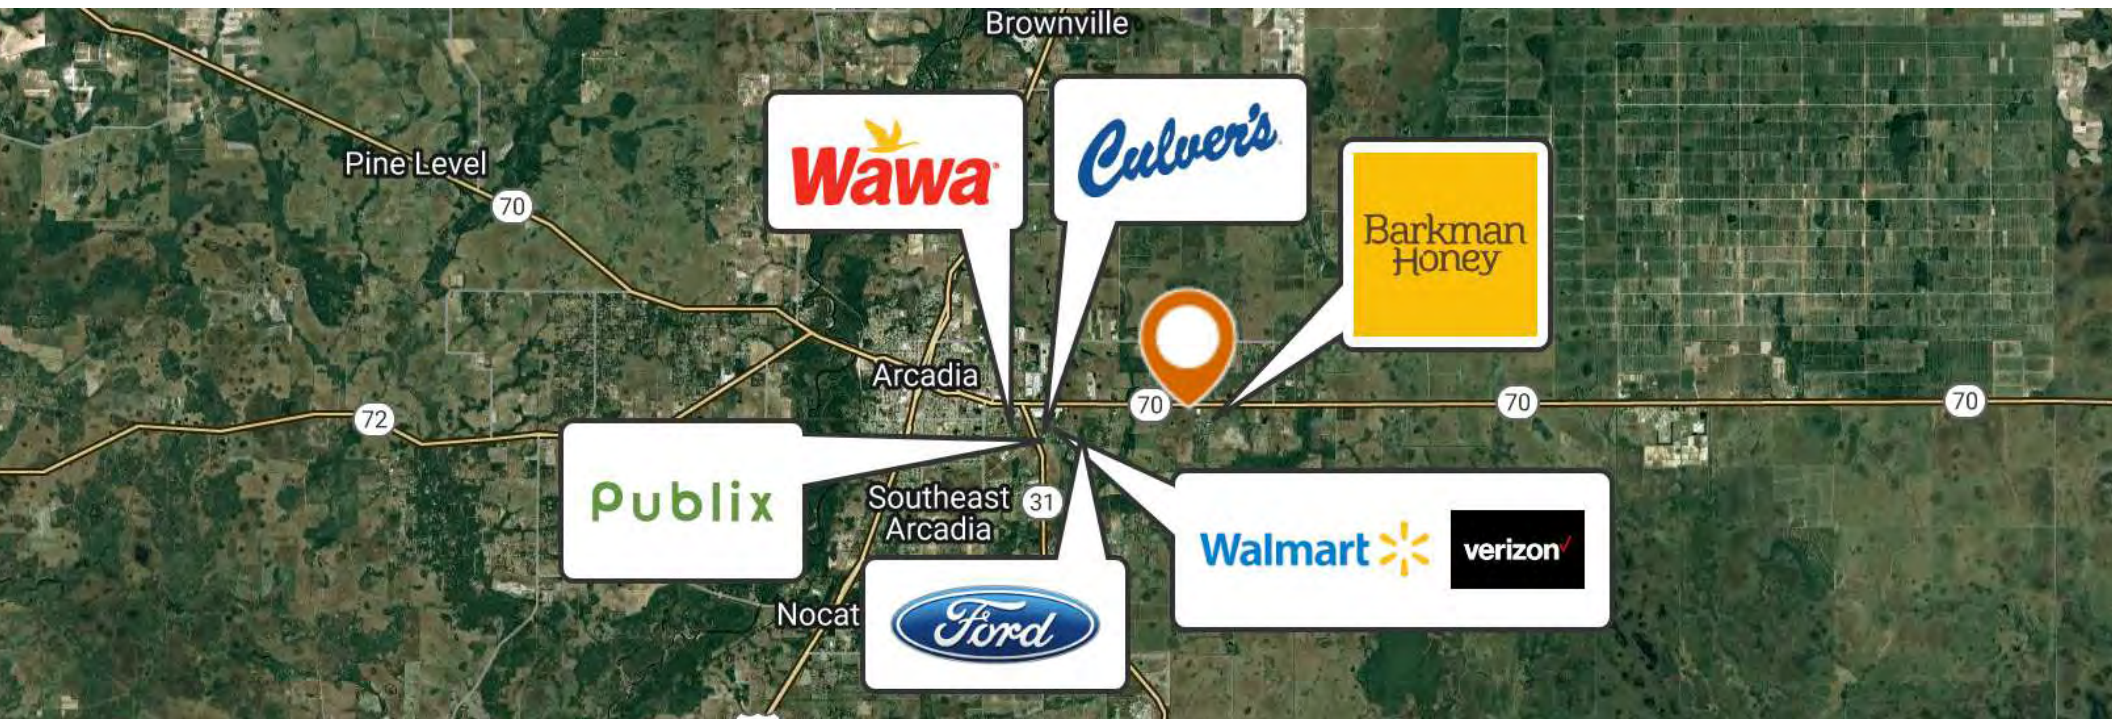 Brownville
Wawa
Culver's
Pine Level
70
Barkman
Honey
Arcadia
70
70
70
72
Publix
Southeast
Arcadia
31
Walmart
verizon
Nocat
Ford